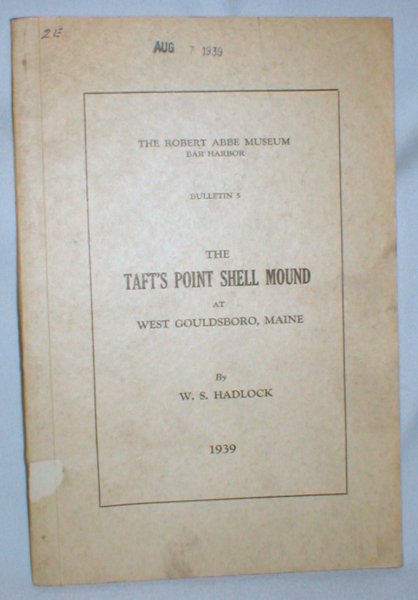 2E
AUG 7 1939
THE ROBERT ABBE MUSEUM
BAR HARBOR
BULLETIN 5
THE
TAFT'S POINT SHELL MOUND
AT
WEST GOULDSBORO, MAINE
By
W. S. HADLOCK
1939